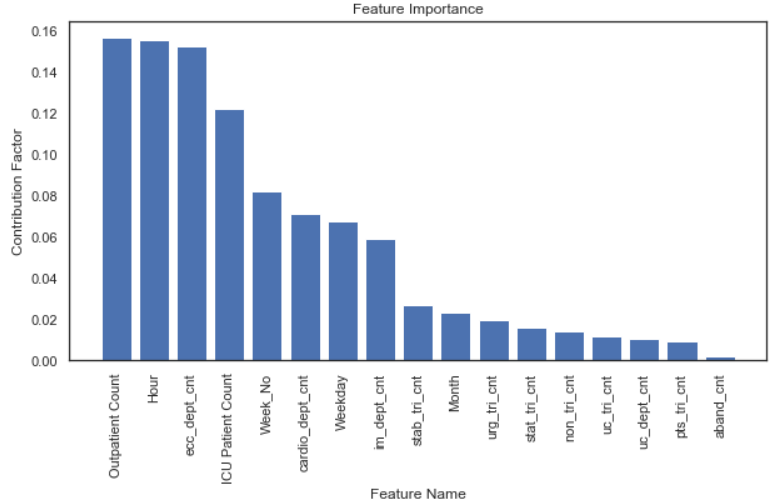 Feature Importance
0.16
0.14
0.12
0.10
0.08
0.06
0.04
0.02
0.00
Contribution Factor
Outpatient Count
Hour
ecc_dept_cnt
ICU Patient Count
Week_No
cardio_dept_cnt
Weekday
im_dept_cnt
stab_tri_cnt
Month
urg_tri_cnt
stat_tri_cnt
non_tri_cnt
uc_tri_cnt
uc_dept_cnt
pts_tri_cnt
aband_cnt
Feature Name